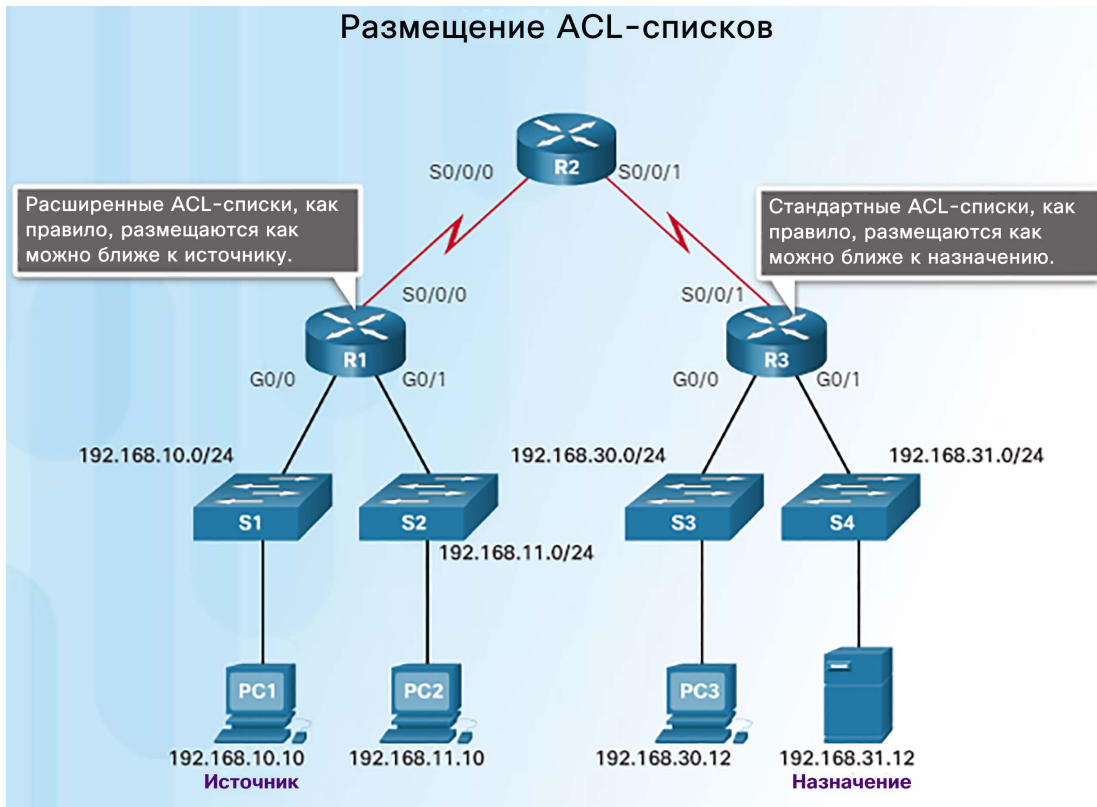 Размещение ACL-списков
R2
S0/0/0
S0/0/1
Расширенные ACL-списки, как
правило, размещаются как
можно ближе к источнику.
Стандартные ACL-списки, как
правило, размещаются как
можно ближе к назначению.
S0/0/0
S0/0/1
R1
R3
G0/0
G0/1
G0/0
G0/1
192.168.10.0/24
192.168.30.0/24
192.168.31.0/24
S1
S2
S3
S4
192.168.11.0/24
PC1
PC2
PC3
192.168.10.10
192.168.11.10
192.168.30.12
192.168.31.12
Источник
Назначение